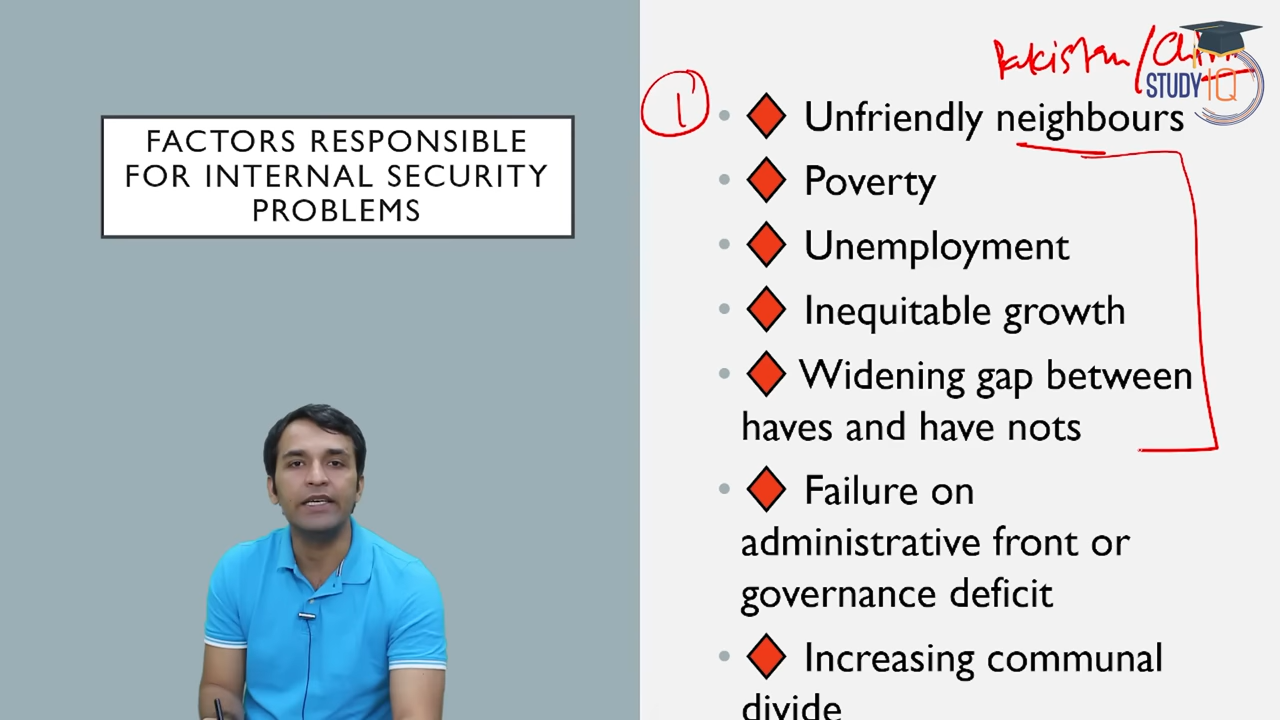 FACTORS RESPONSIBLE
FOR INTERNAL SECURITY
PROBLEMS
Pakistan/China
STUDY IQ
1
• ♦ Unfriendly neighbours
• ♦ Poverty
• ♦ Unemployment
• ♦ Inequitable growth
• ♦ Widening gap between
haves and have nots
• ♦ Failure on
administrative front or
governance deficit
• ♦ Increasing communal
divide